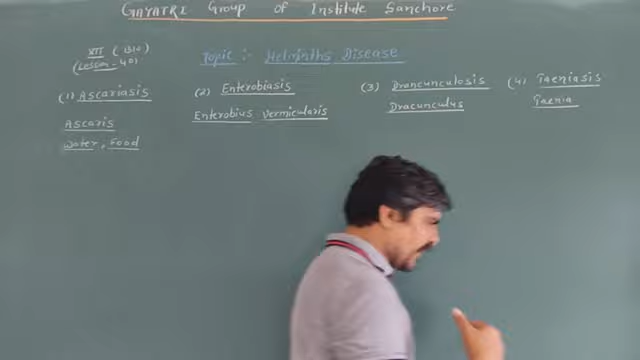 GAYATRI Group of Institute Sanchore
XII (BIO)
(Lesson-40)
Topic :- Helminths Disease
(1) Ascariasis
Ascaris
Water, Food
(2) Enterobiasis
Enterobius vermicularis
(3) Droncunculosis
Dracunculus
(4) Taeniasis
Taenia